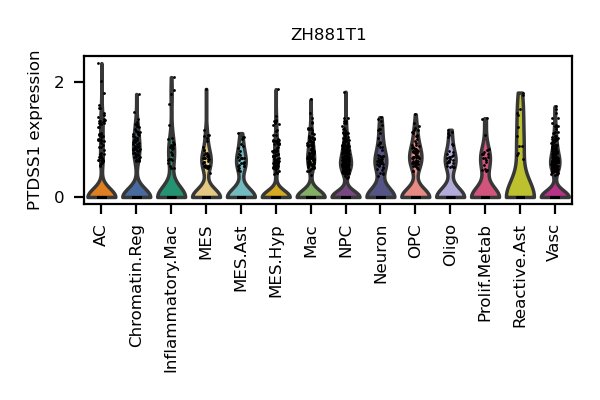 ZH881T1
PTDSS1 expression
2
0
AC
Chromatin.Reg
Inflammatory.Mac
MES
MES.Ast
MES.Hyp
Mac
NPC
Neuron
OPC
Oligo
Prolif.Metab
Reactive.Ast
Vasc